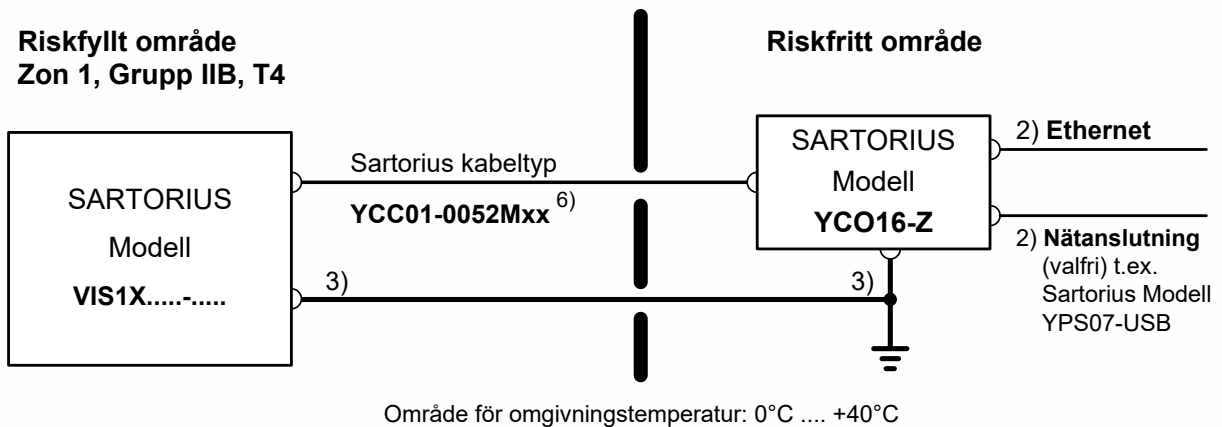 Riskfyllt område
Zon 1, Grupp IIB, T4
Riskfritt område
SARTORIUS
Modell
VIS1X.....-.....
Sartorius kabeltyp
YCC01-0052Mxx 6)
3)
3)
SARTORIUS
Modell
YCO16-Z
2) Ethernet
2) Nätanslutning
(valfri) t.ex.
Sartorius Modell
YPS07-USB
Område för omgivningstemperatur: 0°C .... +40°C